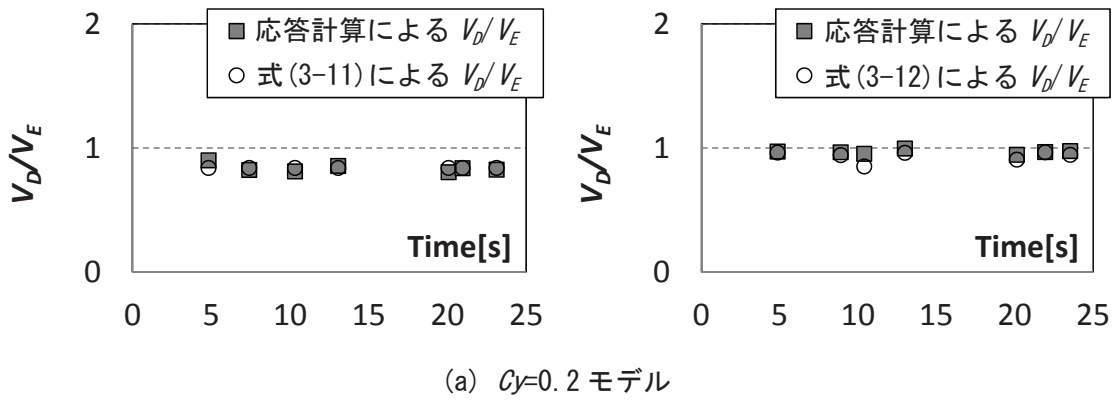 2
■ 応答計算による V_D/V_E
○ 式(3-11)による V_D/V_E
1
V_D/V_E
Time[s]
0
0 5 10 15 20 25
2
■ 応答計算による V_D/V_E
○ 式(3-12)による V_D/V_E
1
V_D/V_E
Time[s]
0
0 5 10 15 20 25
(a) Cy=0.2 モデル